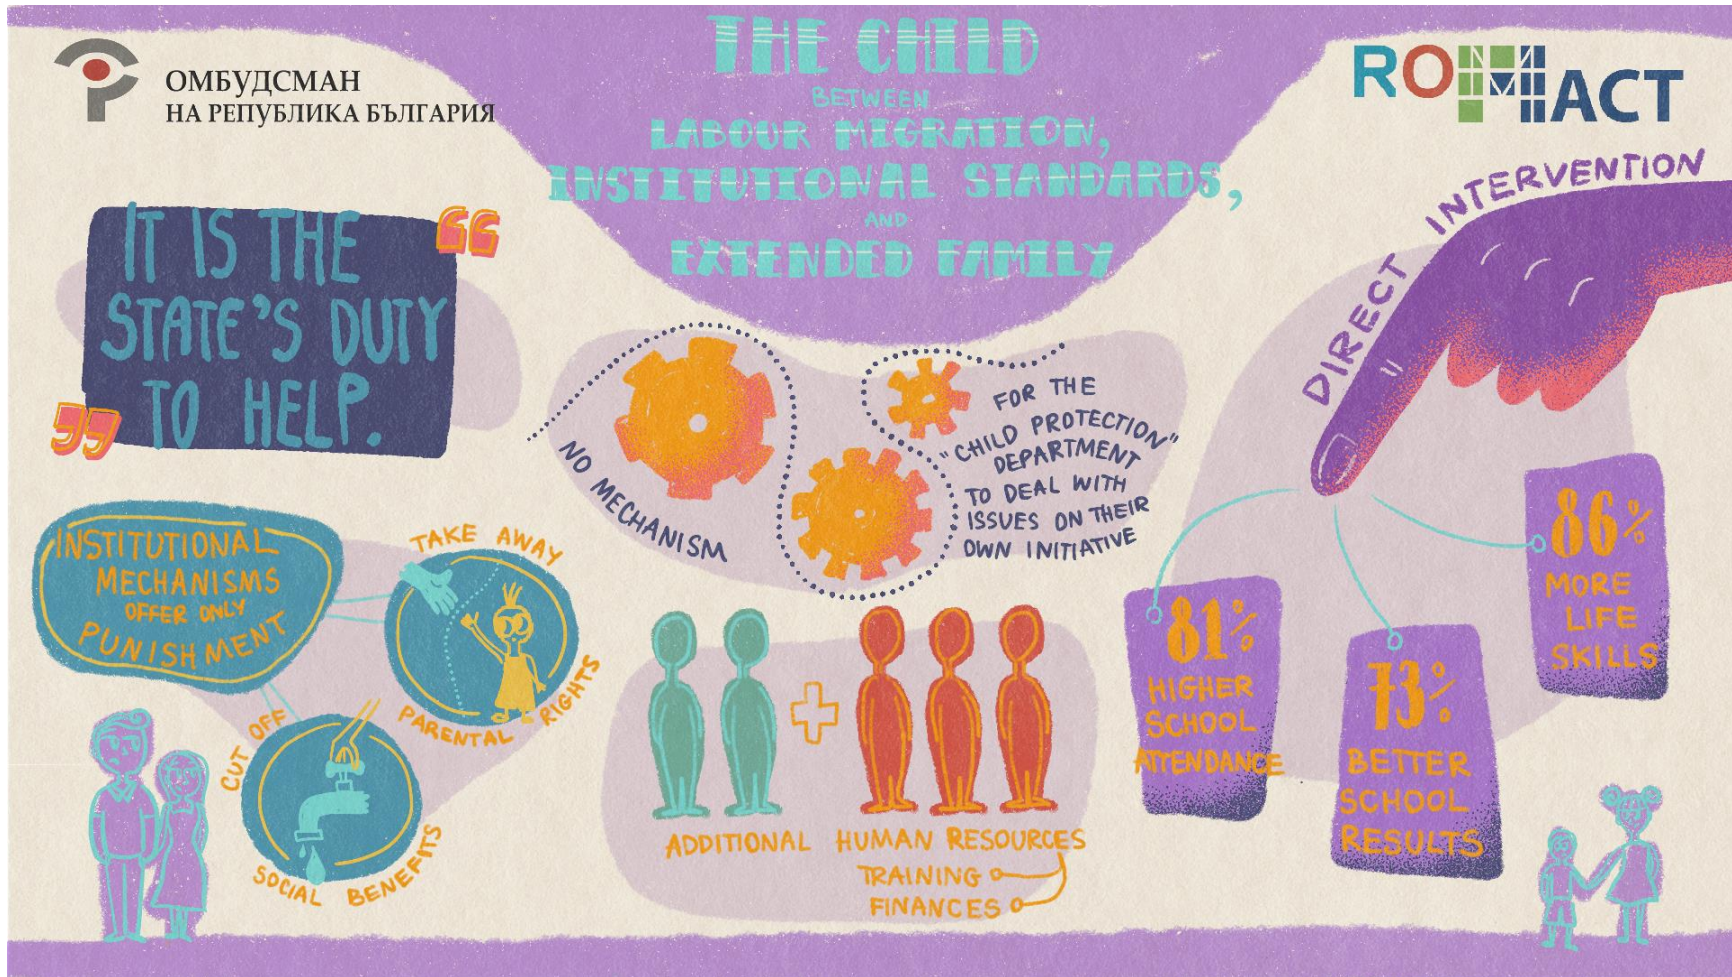 ОМБУДСМАН
НА РЕПУБЛИКА БЪЛГАРИЯ
THE CHILD
BETWEEN
LABOUR MIGRATION,
INSTITUTIONAL STANDARDS,
AND
EXTENDED FAMILY
ROMACT
“
IT IS THE
STATE'S DUTY
TO HELP.
”
INSTITUTIONAL
MECHANISMS
OFFER ONLY
PUNISHMENT
TAKE AWAY
PARENTAL RIGHTS
CUT OFF
SOCIAL BENEFITS
NO MECHANISM
FOR THE
"CHILD PROTECTION"
DEPARTMENT
TO DEAL WITH
ISSUES ON THEIR
OWN INITIATIVE
ADDITIONAL HUMAN RESOURCES
TRAINING
FINANCES
DIRECT INTERVENTION
81%
HIGHER
SCHOOL
ATTENDANCE
73%
BETTER
SCHOOL
RESULTS
86%
MORE
LIFE
SKILLS